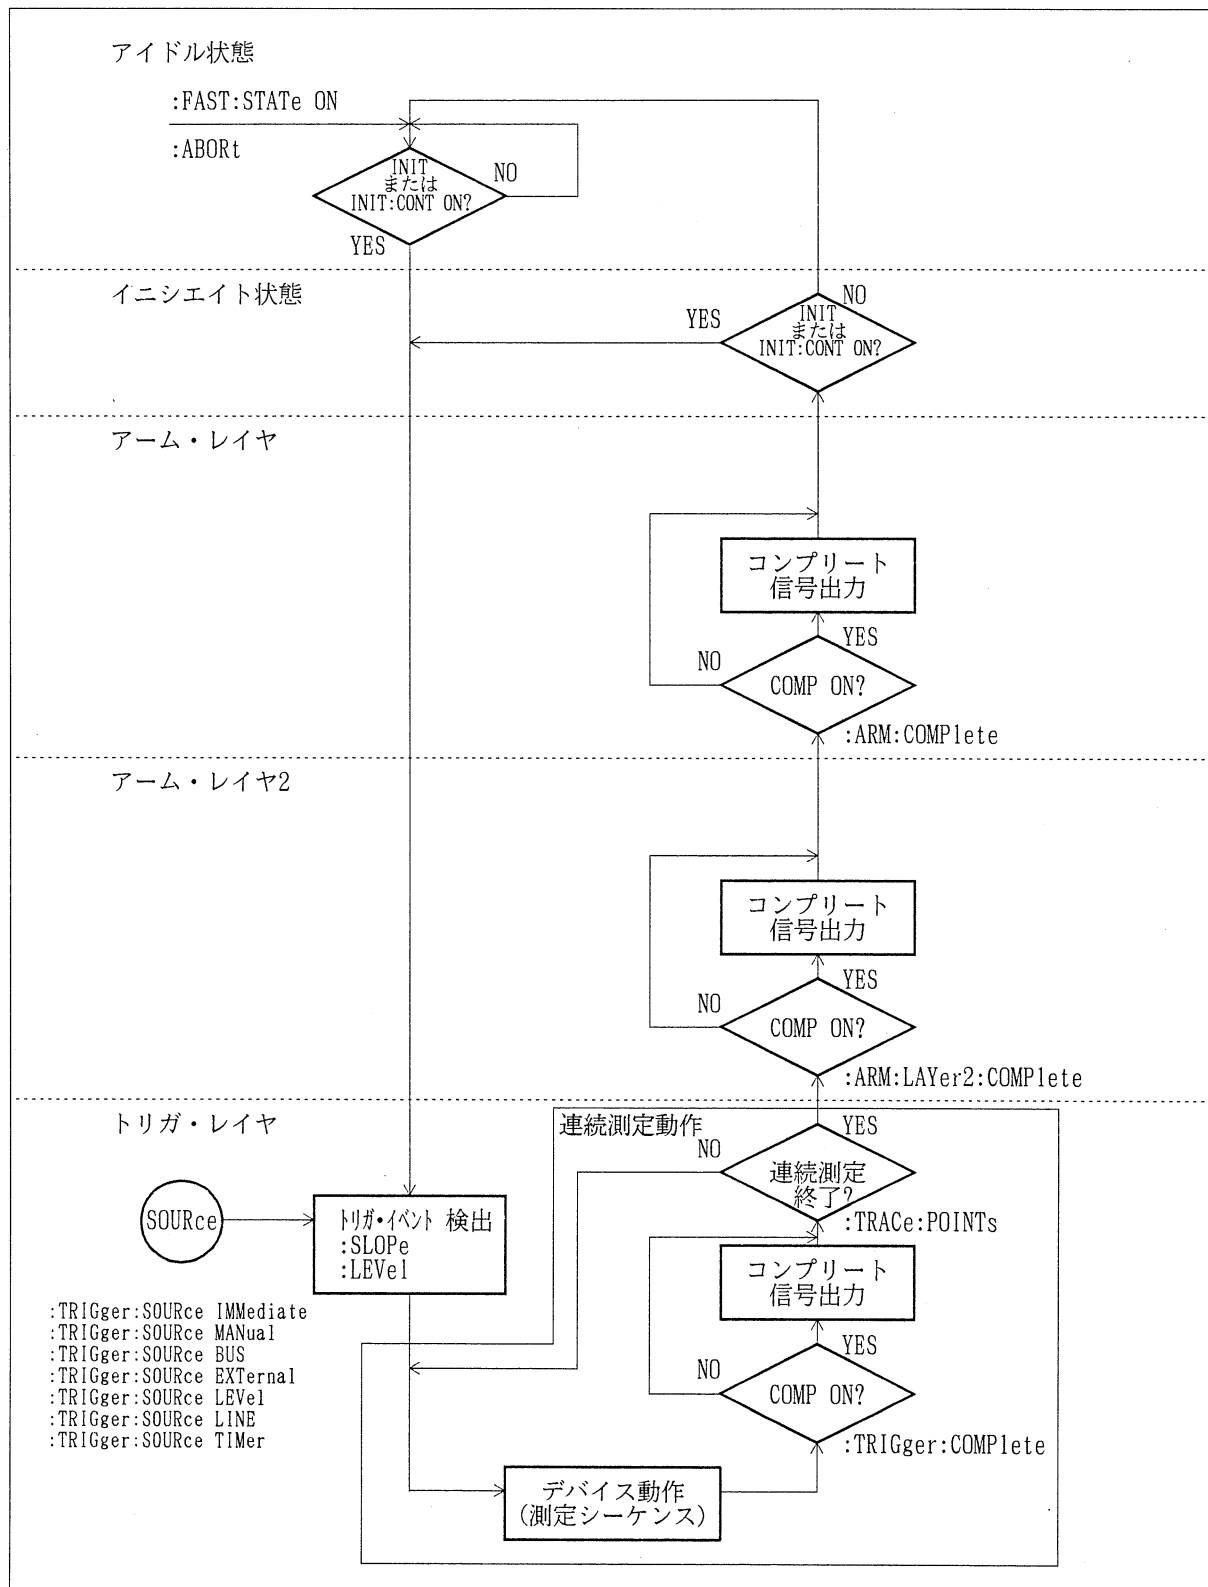 アイドル状態
:FAST:STATe ON
:ABORt
INIT
または
INIT:CONT ON?
NO
YES
イニシエイト状態
YES
NO
INIT
または
INIT:CONT ON?
アーム・レイヤ
コンプリート
信号出力
YES
NO
COMP ON?
:ARM:COMPlete
アーム・レイヤ2
コンプリート
信号出力
YES
NO
COMP ON?
:ARM:LAYer2:COMPlete
トリガ・レイヤ
連続測定動作
YES
NO
連続測定
終了?
:TRACe:POINTs
SOURce
トリガ・イベント 検出
:SLOPe
:LEVel
コンプリート
信号出力
:TRIGger:SOURce IMMediate
:TRIGger:SOURce MANual
:TRIGger:SOURce BUS
:TRIGger:SOURce EXTernal
:TRIGger:SOURce LEVel
:TRIGger:SOURce LINE
:TRIGger:SOURce TIMer
YES
NO
COMP ON?
:TRIGger:COMPlete
デバイス動作
(測定シーケンス)